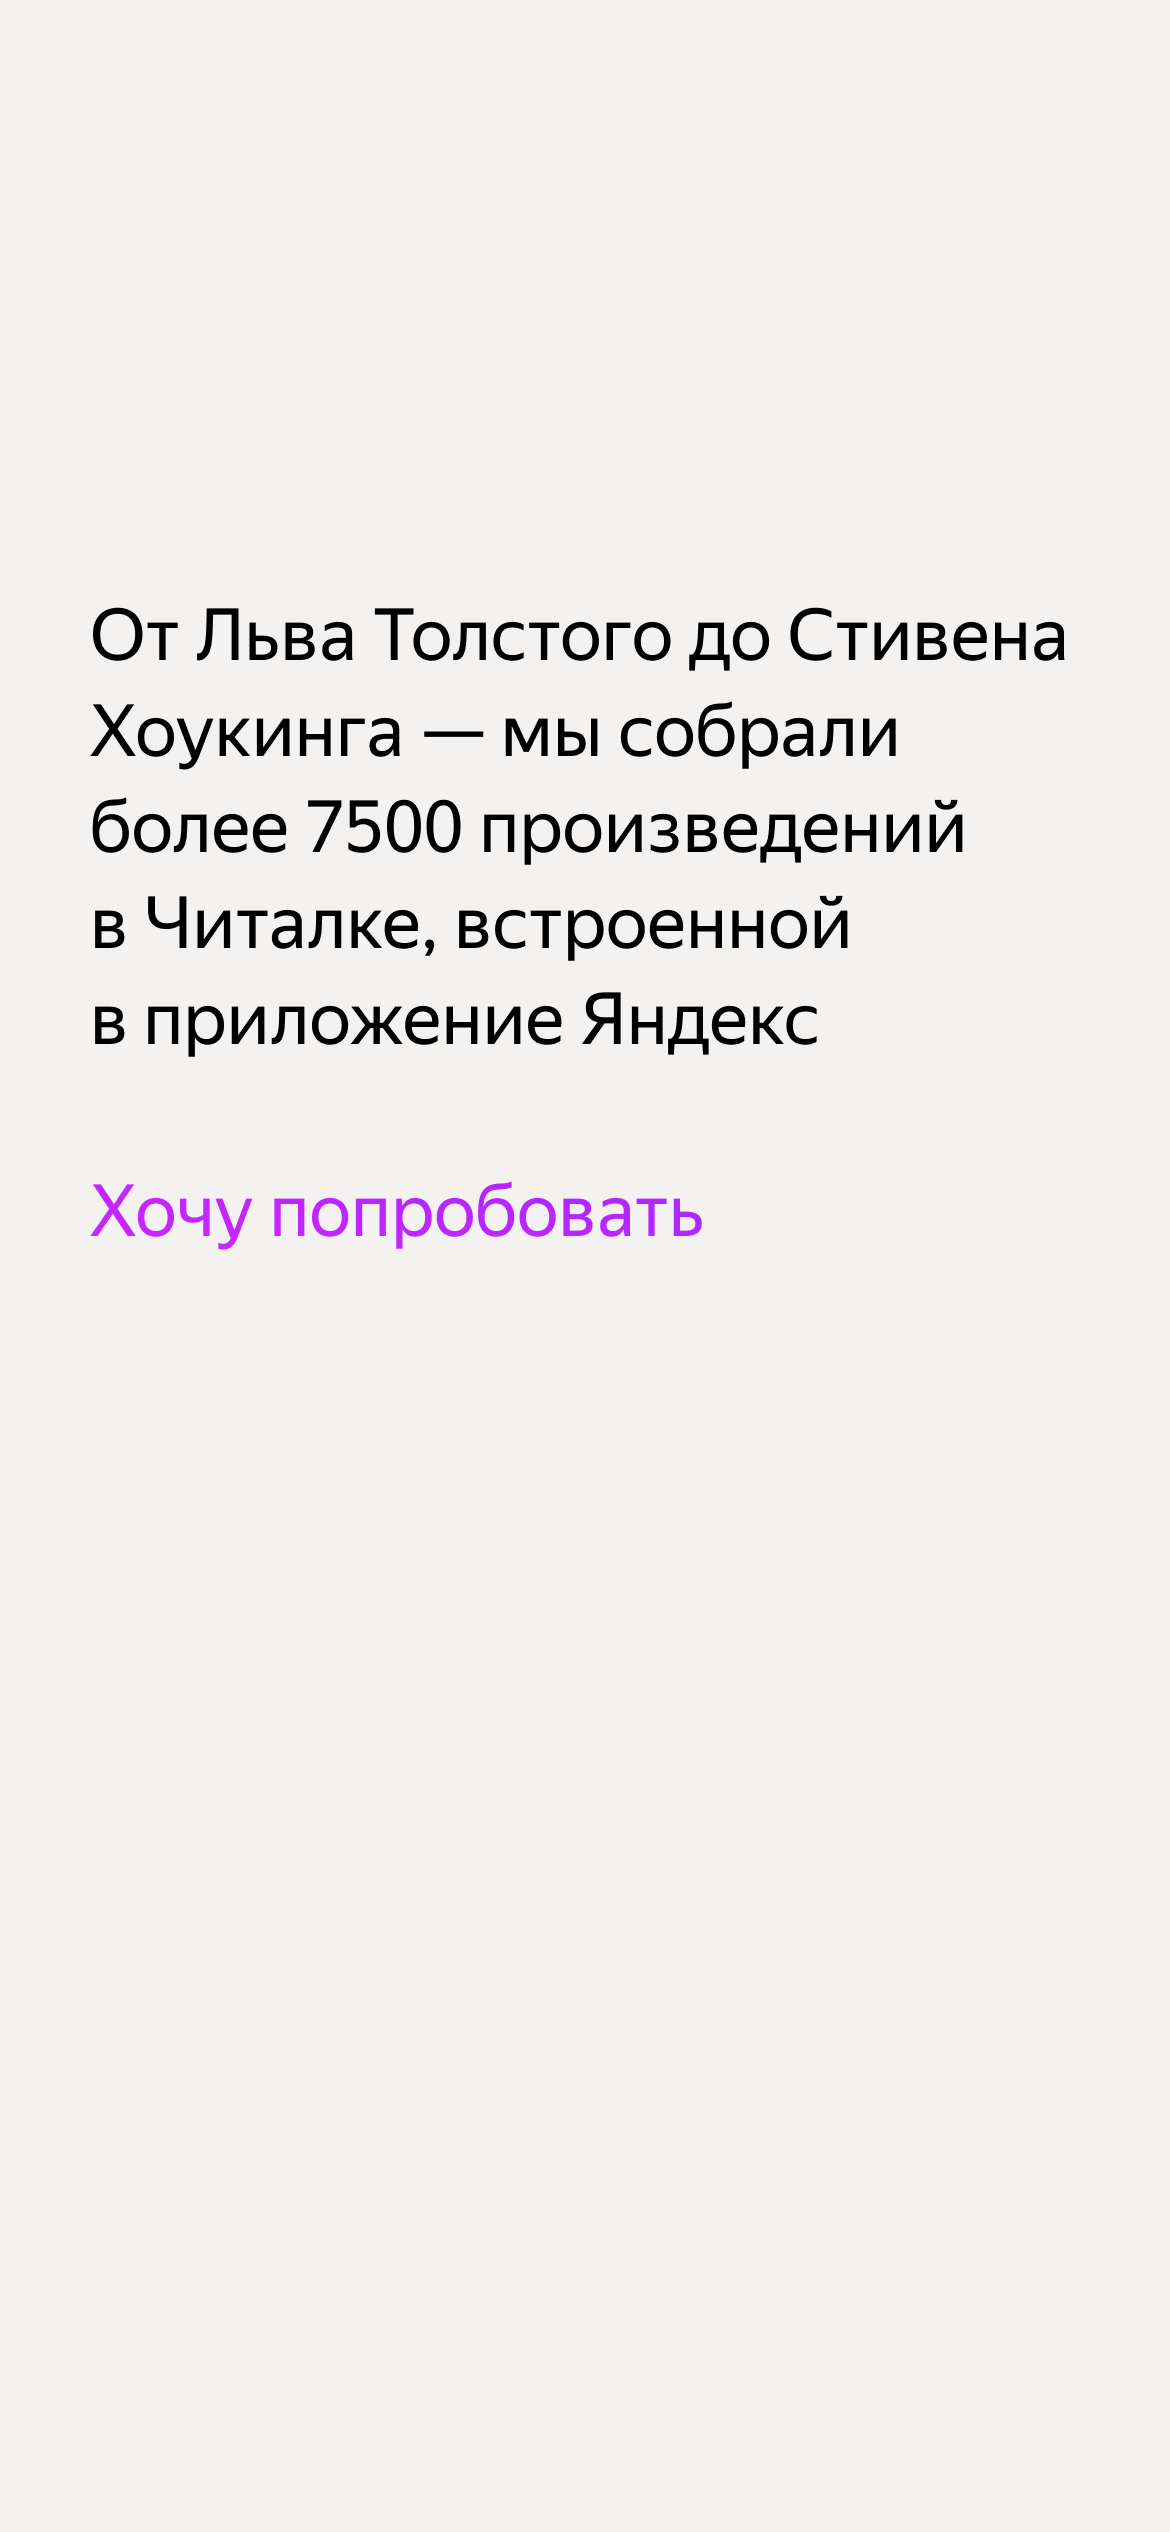 От Льва Толстого до Стивена
Хоукинга — мы собрали
более 7500 произведений
в Читалке, встроенной
в приложение Яндекс
Хочу попробовать